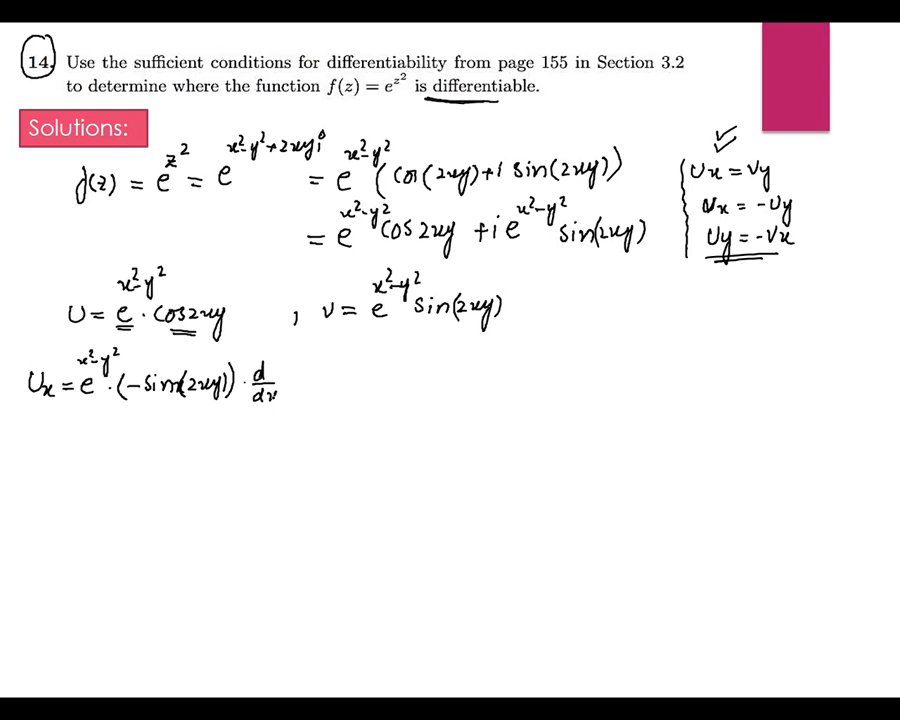 14. Use the sufficient conditions for differentiability from page 155 in Section 3.2
to determine where the function f(z) = e^{z^2} is differentiable.
Solutions:
f(z) = e^{z^2} = e^{x^2-y^2+2xyi} = e^{x^2-y^2} (cos(2xy)+i sin(2xy))
= e^{x^2-y^2} cos2xy + i e^{x^2-y^2} sin(2xy)
✓
Ux = Vy
Vx = -Uy
Uy = -Vx
U = e^{x^2-y^2} · cos2xy , V = e^{x^2-y^2} sin(2xy)
Ux = e^{x^2-y^2} · (-sin(2xy)) · d/dx